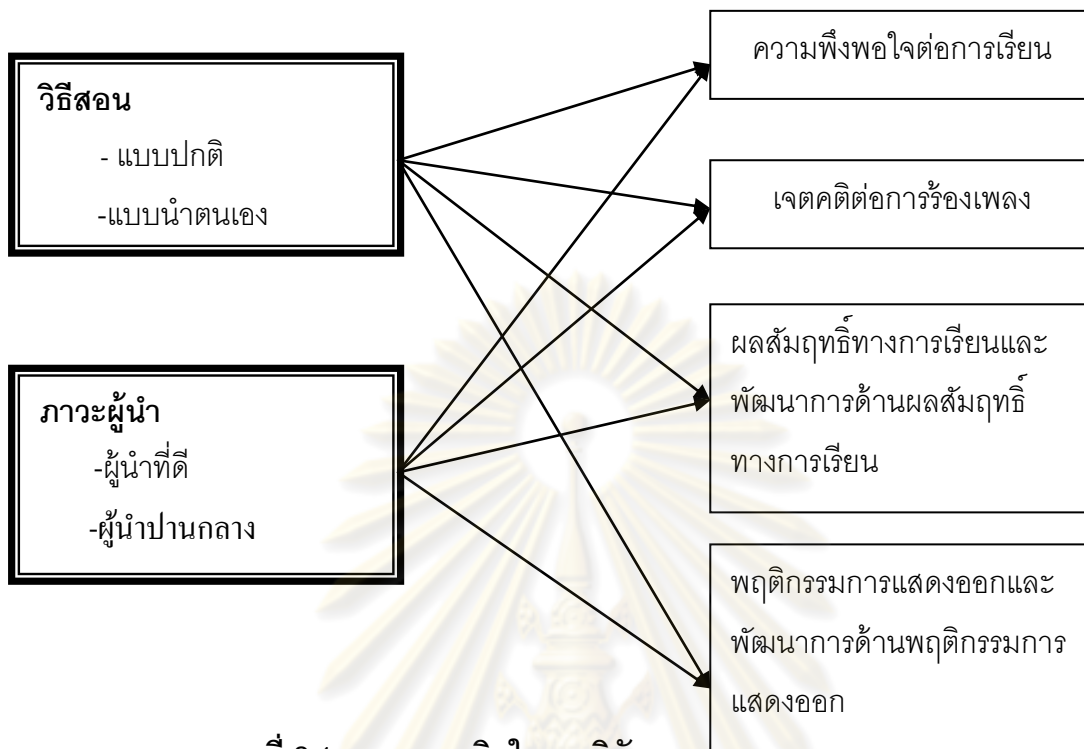 วิธีสอน
- แบบปกติ
-แบบนำตนเอง
ภาวะผู้นำ
-ผู้นำที่ดี
-ผู้นำปานกลาง
ความพึงพอใจต่อการเรียน
เจตคติต่อการร้องเพลง
ผลสัมฤทธิ์ทางการเรียนและ
พัฒนาการด้านผลสัมฤทธิ์
ทางการเรียน
พฤติกรรมการแสดงออกและ
พัฒนาการด้านพฤติกรรมการ
แสดงออก